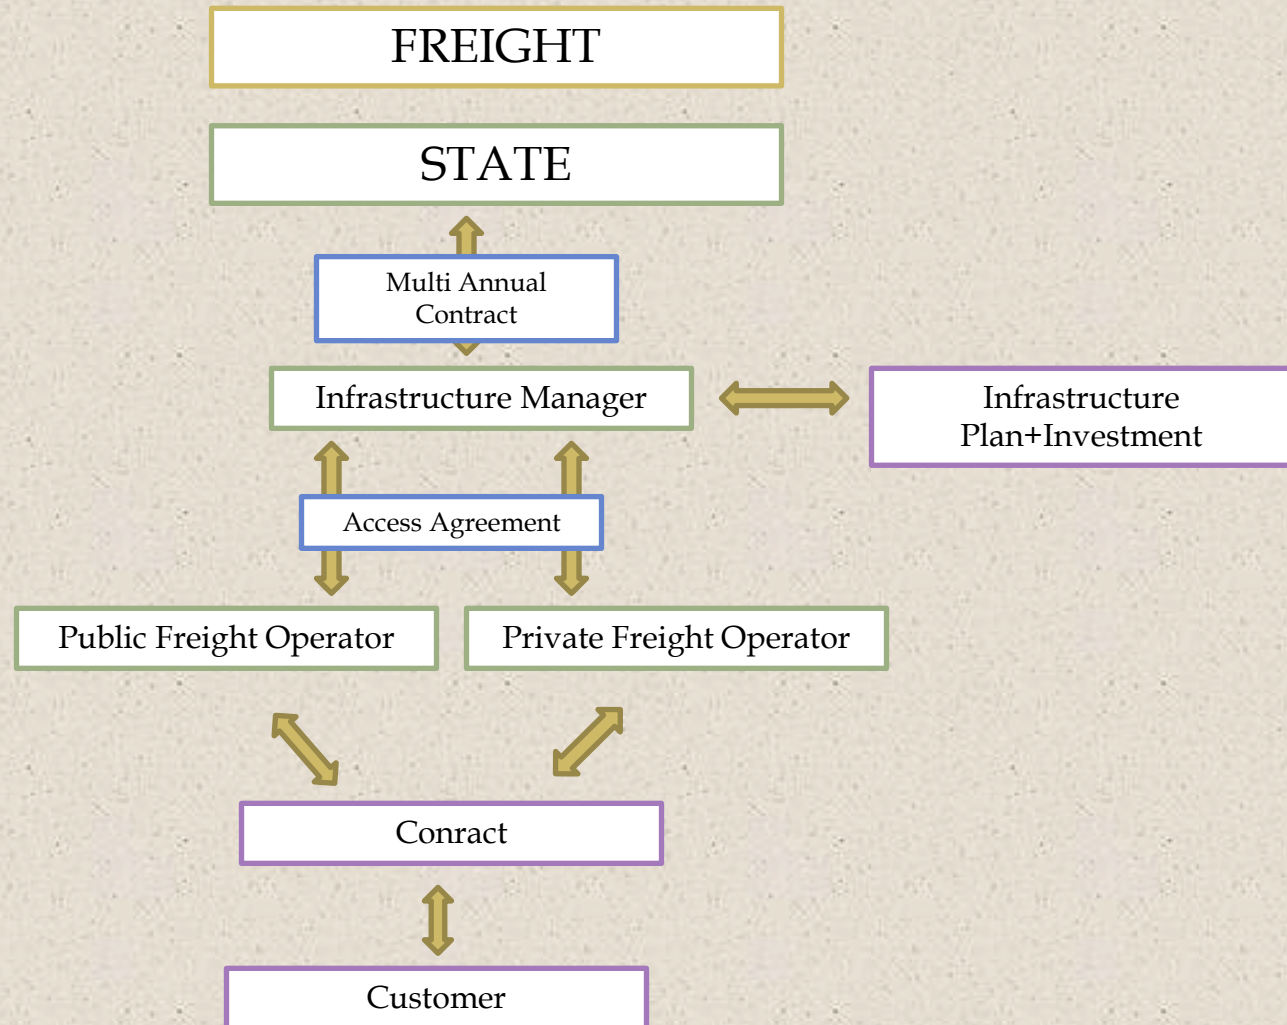 FREIGHT
STATE
Multi Annual
Contract
Infrastructure Manager
Infrastructure
Plan+Investment
Access Agreement
Public Freight Operator
Private Freight Operator
Conract
Customer